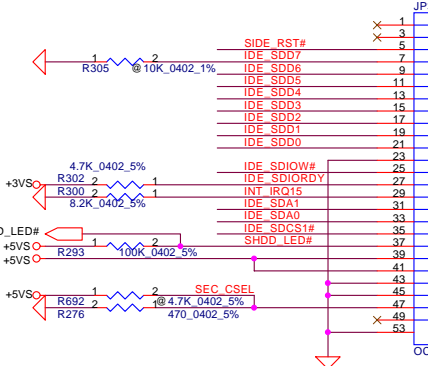 JP
1
3
SIDE_RST# 5
1 2 IDE_SDD7 7
R305 @ 10K_0402_1% IDE_SDD6 9
IDE_SDD5 11
IDE_SDD4 13
IDE_SDD3 15
IDE_SDD2 17
IDE_SDD1 19
IDE_SDD0 21
23
4.7K_0402_5% IDE_SDIOW# 25
+3VS R302 2 1 IDE_SDIORDY 27
R300 2 1 INT_IRQ15 29
8.2K_0402_5% IDE_SDA1 31
IDE_SDA0 33
IDE_SDCS1# 35
D_LED# SHDD_LED# 37
+5VS 1 2
R293 100K_0402_5% 39
+5VS
41
43
SEC_CSEL
+5VS 1 2 45
R692 @ 4.7K_0402_5%
2 1 47
R276 470_0402_5% 49
53
OC